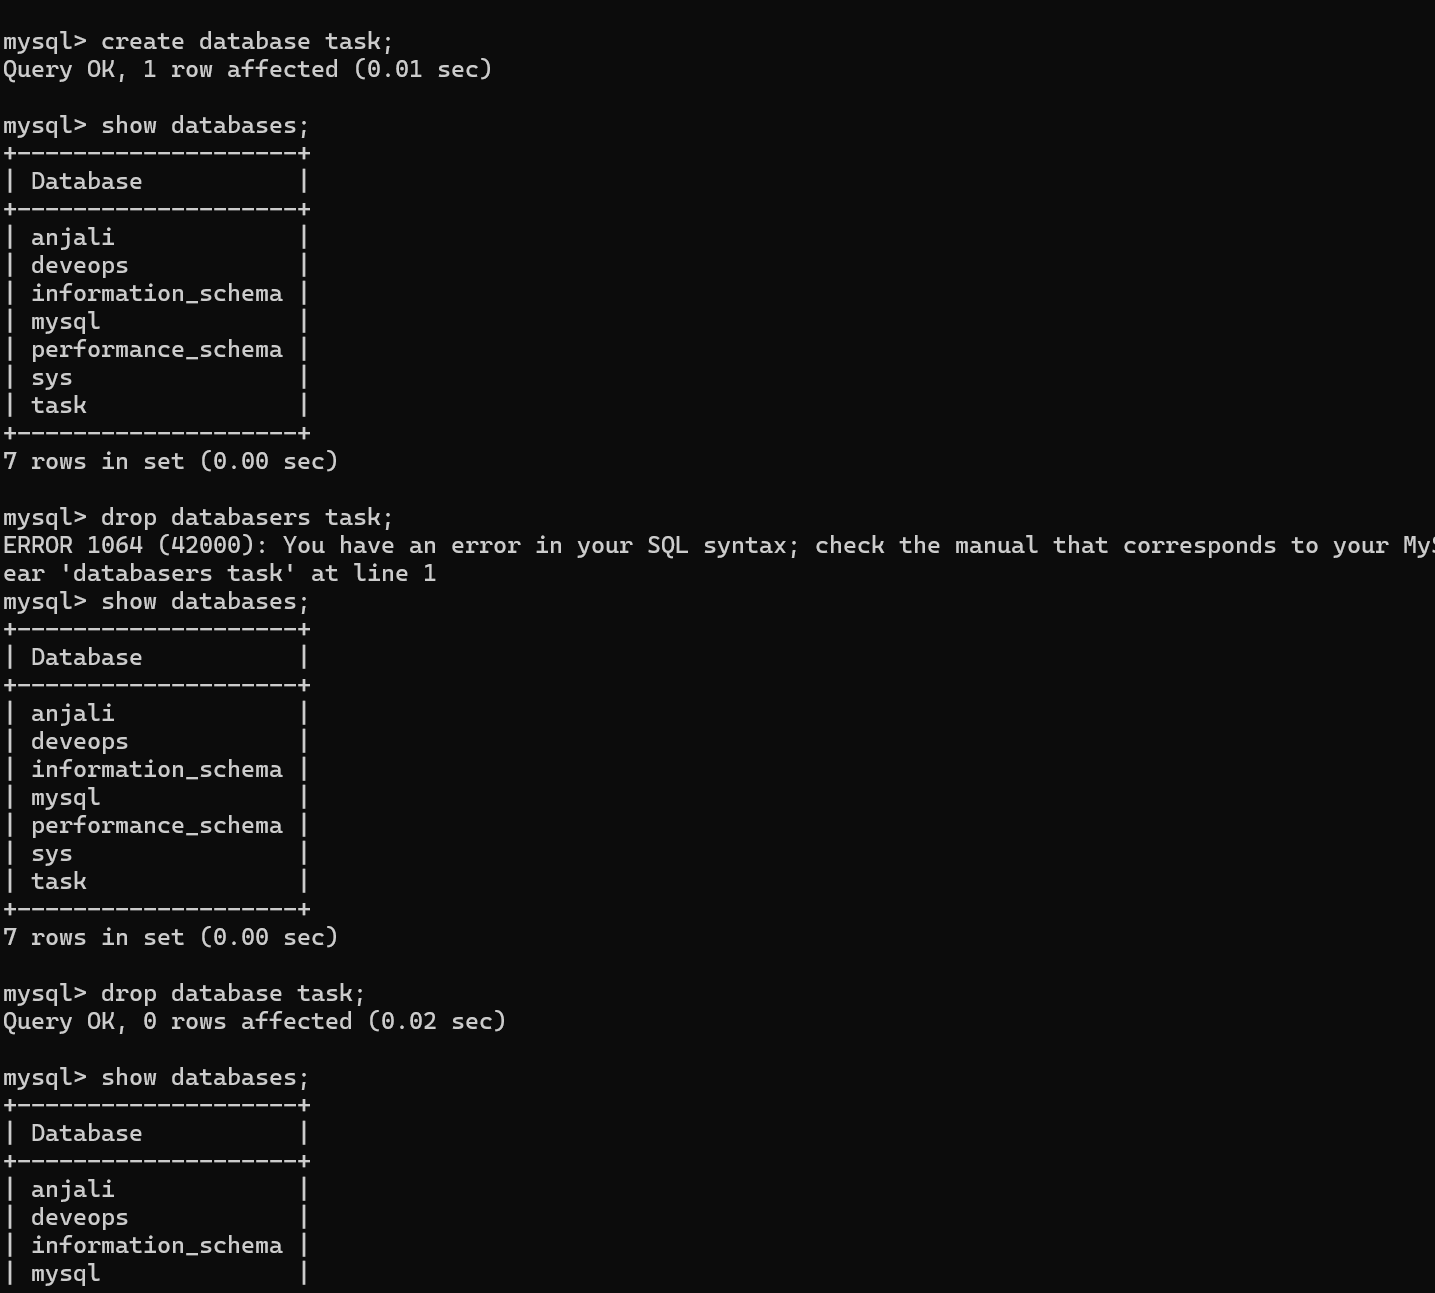 mysql> create database task;
Query OK, 1 row affected (0.01 sec)
mysql> show databases;
+--------------------+
| Database           |
+--------------------+
| anjali             |
| deveops            |
| information_schema |
| mysql              |
| performance_schema |
| sys                |
| task               |
+--------------------+
7 rows in set (0.00 sec)
mysql> drop databasers task;
ERROR 1064 (42000): You have an error in your SQL syntax; check the manual that corresponds to your MyS
ear 'databasers task' at line 1
mysql> show databases;
+--------------------+
| Database           |
+--------------------+
| anjali             |
| deveops            |
| information_schema |
| mysql              |
| performance_schema |
| sys                |
| task               |
+--------------------+
7 rows in set (0.00 sec)
mysql> drop database task;
Query OK, 0 rows affected (0.02 sec)
mysql> show databases;
+--------------------+
| Database           |
+--------------------+
| anjali             |
| deveops            |
| information_schema |
| mysql              |